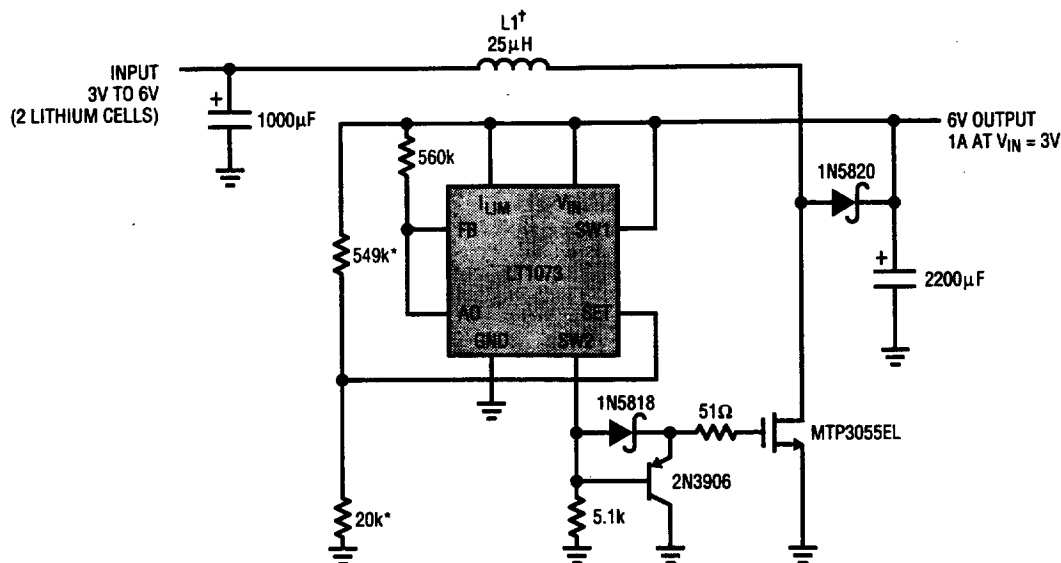 L1†
25µH
INPUT
3V TO 6V
(2 LITHIUM CELLS)
+
1000µF
560k
6V OUTPUT
1A AT VIN = 3V
1N5820
ILIM
VIN
FB
SW1
549k*
LT1073
+
2200µF
AO
SET
GND
SW2
1N5818
51Ω
MTP3055EL
2N3906
20k*
5.1k